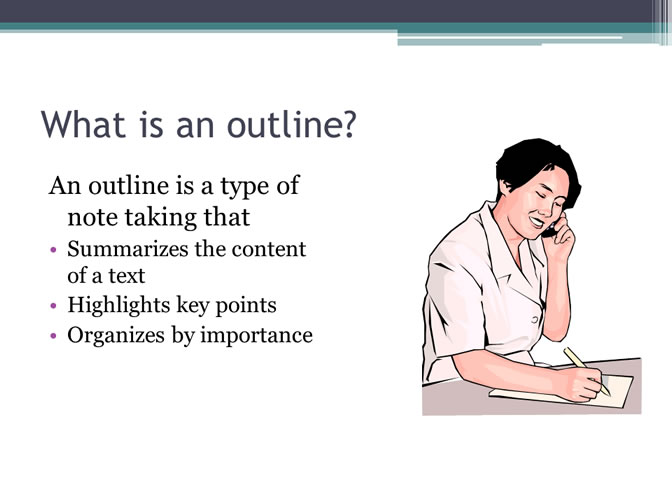 What is an outline?
An outline is a type of
note taking that
• Summarizes the content
of a text
• Highlights key points
• Organizes by importance